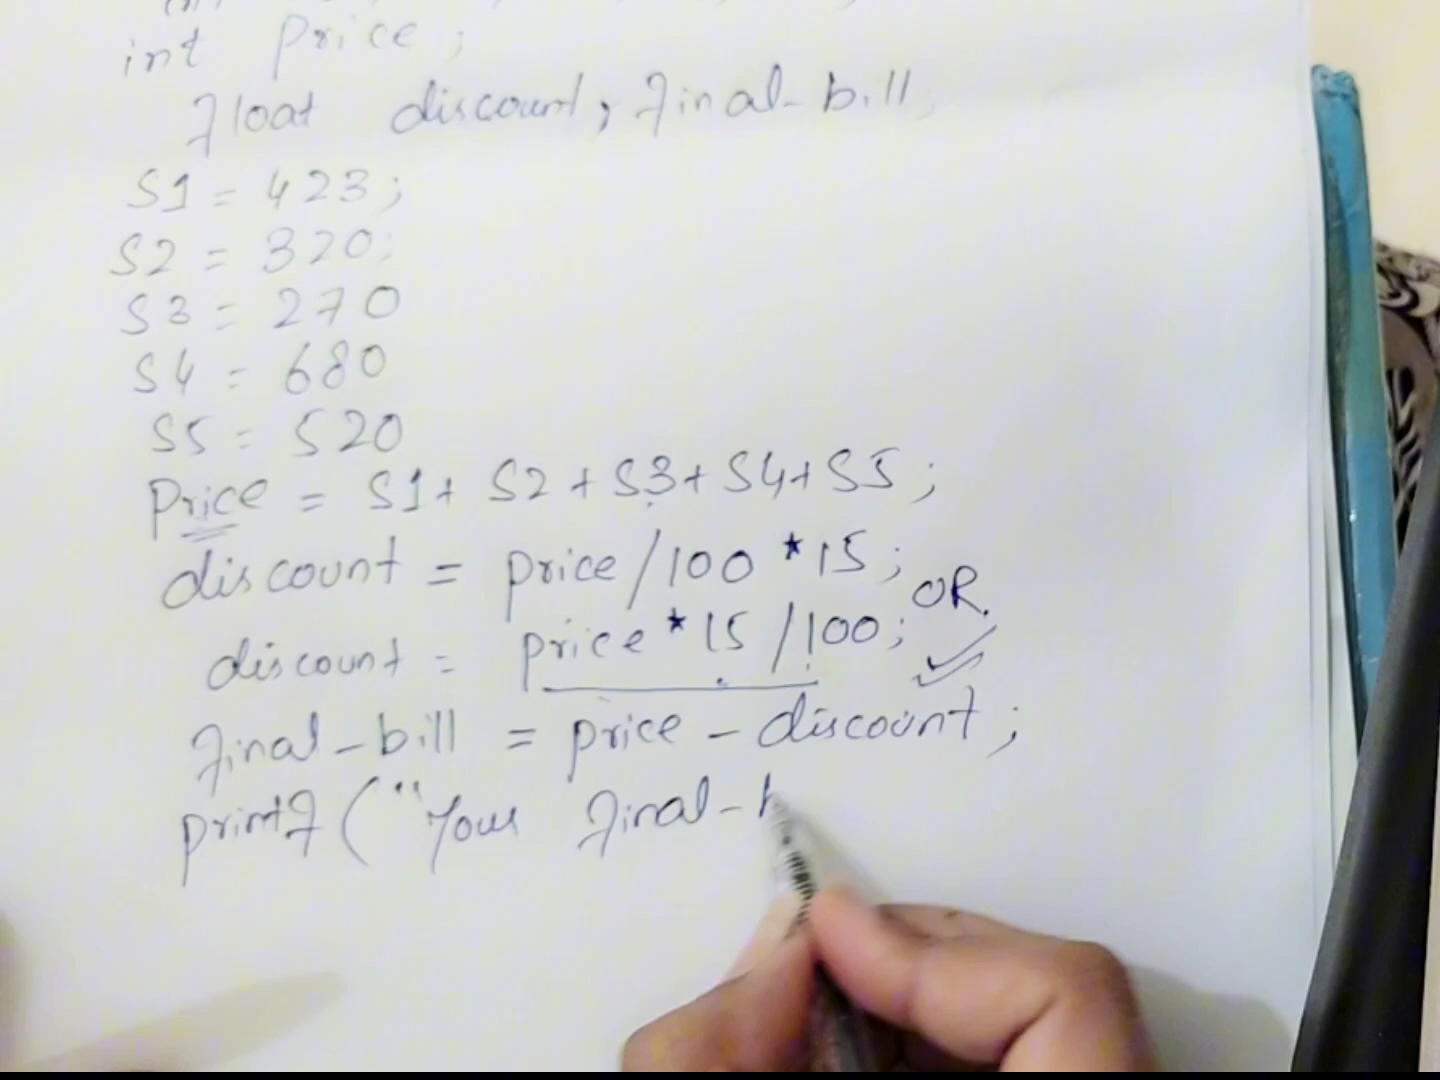 int price;
float discount, final-bill;
S1 = 423;
S2 = 320;
S3 = 270
S4 = 680
S5 = 520
Price = S1+ S2 + S3+ S4+ S5;
discount = price/100 *15;
OR.
discount = price*15/100;
final-bill = price - discount;
printf("Your final-b